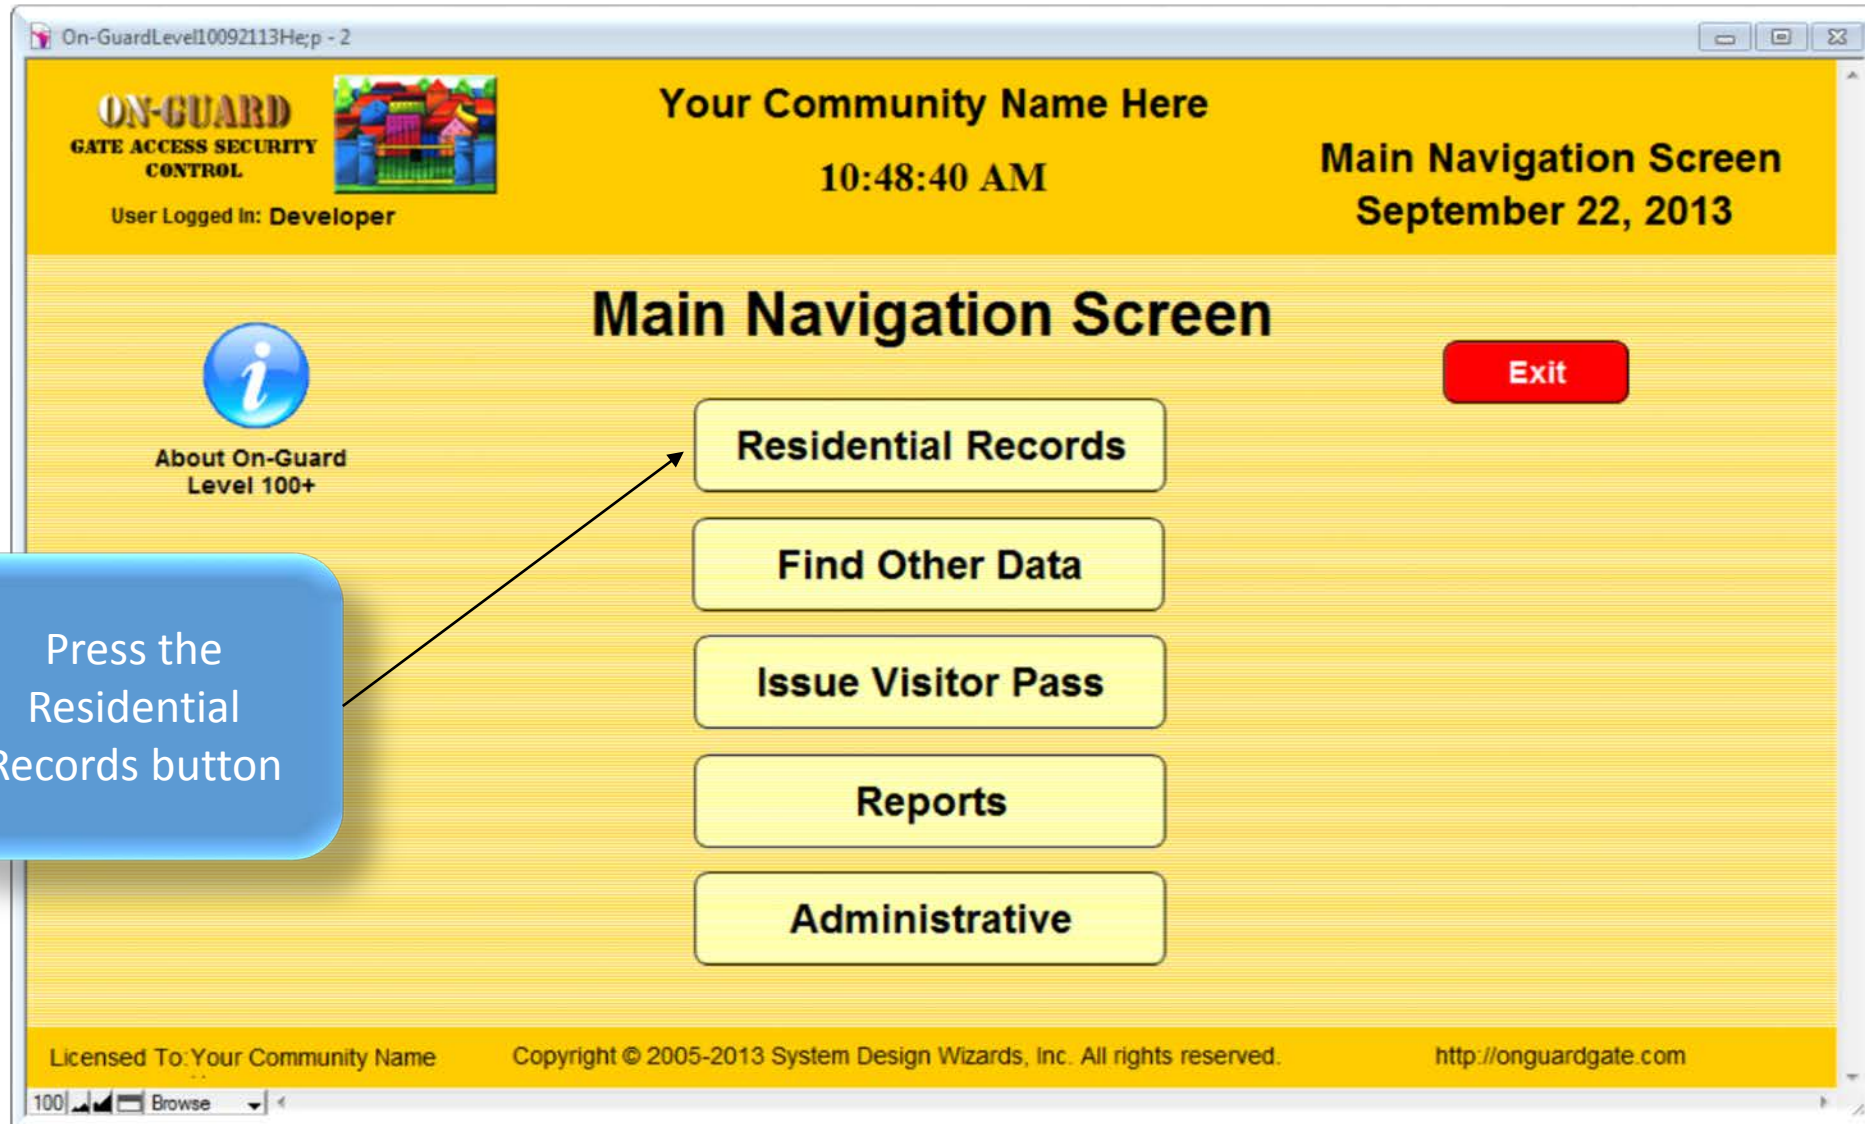 On-GuardLevel10092113He;p - 2
ON-GUARD
GATE ACCESS SECURITY
CONTROL
User Logged In: Developer
Your Community Name Here
10:48:40 AM
Main Navigation Screen
September 22, 2013
Main Navigation Screen
i
About On-Guard
Level 100+
Exit
Residential Records
Find Other Data
Issue Visitor Pass
Reports
Administrative
Press the
Residential
Records button
Licensed To:Your Community Name
Copyright © 2005-2013 System Design Wizards, Inc. All rights reserved.
http://onguardgate.com
100 Browse